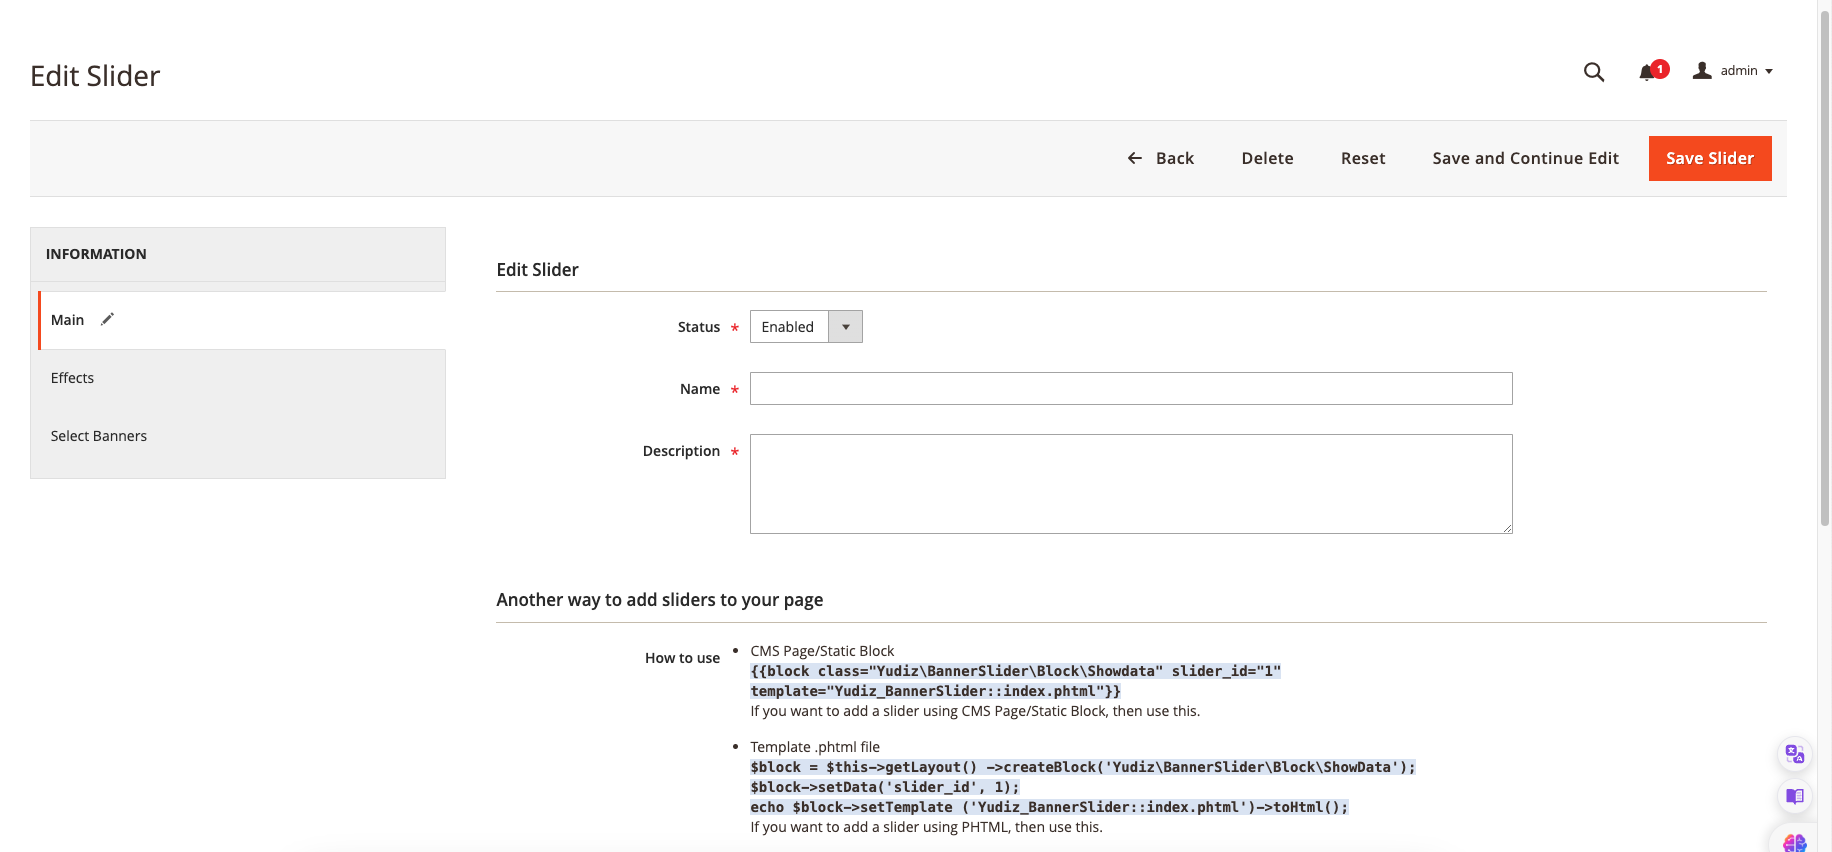 Edit Slider
1
admin
Back
Delete
Reset
Save and Continue Edit
Save Slider
INFORMATION
Main
Effects
Select Banners
Edit Slider
Status *
Enabled
Name *
Description *
Another way to add sliders to your page
How to use
• CMS Page/Static Block
{{block class="Yudiz\BannerSlider\Block\Showdata" slider_id="1"
template="Yudiz_BannerSlider::index.phtml"}}
If you want to add a slider using CMS Page/Static Block, then use this.
• Template .phtml file
$block = $this->getLayout() ->createBlock('Yudiz\BannerSlider\Block\ShowData');
$block->setData('slider_id', 1);
echo $block->setTemplate ('Yudiz_BannerSlider::index.phtml')->toHtml();
If you want to add a slider using PHTML, then use this.